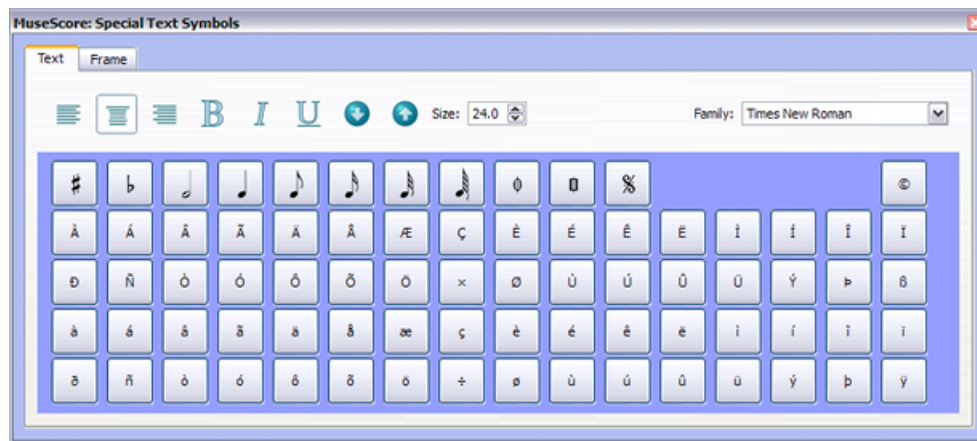 MuseScore: Special Text Symbols
Text Frame
B I U Size: 24.0 Family: Times New Roman
♯ ♭ 𝅗𝅥 𝅘𝅥 𝅘𝅥𝅮 𝅘𝅥𝅯 𝅘𝅥𝅰 𝅘𝅥𝅱 𝄌 𝄋 ©
À Á Â Ã Ä Å Æ Ç È É Ê Ë Ì Í Î Ï
Ð Ñ Ò Ó Ô Õ Ö × Ø Ù Ú Û Ü Ý Þ ß
à á â ã ä å æ ç è é ê ë ì í î ï
ð ñ ò ó ô õ ö ÷ ø ù ú û ü ý þ ÿ